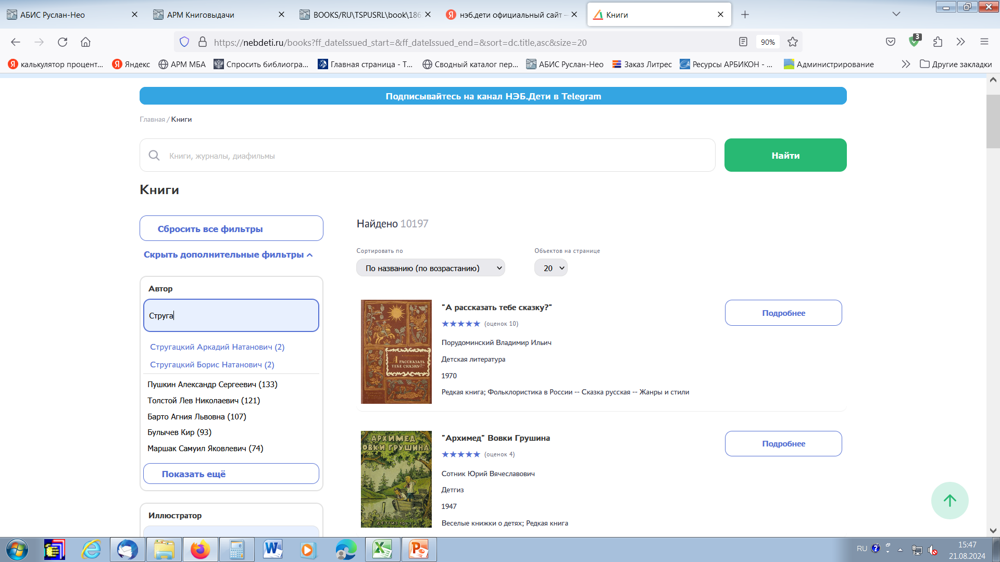 АБИС Руслан-Нео
АРМ Книговыдачи
BOOKS/RU\TSPUSRL\book\186
нэб.дети официальный сайт –
Книги
https://nebdeti.ru/books?ff_dateIssued_start=&ff_dateIssued_end=&sort=dc.title,asc&size=20
90%
3
калькулятор процент...
Яндекс
АРМ МБА
Спросить библиогра...
Главная страница - Т...
Сводный каталог пер...
АБИС Руслан-Нео
Заказ Литрес
Ресурсы АРБИКОН - ...
Администрирование
Другие закладки
Подписывайтесь на канал НЭБ.Дети в Telegram
Главная / Книги
Книги, журналы, диафильмы
Найти
Книги
Сбросить все фильтры
Скрыть дополнительные фильтры
Автор
Струга
Стругацкий Аркадий Натанович (2)
Стругацкий Борис Натанович (2)
Пушкин Александр Сергеевич (133)
Толстой Лев Николаевич (121)
Барто Агния Львовна (107)
Булычев Кир (93)
Маршак Самуил Яковлевич (74)
Показать ещё
Иллюстратор
Найдено 10197
Сортировать по
Объектов на странице
По названию (по возрастанию)
20
...А РАССКАЗАТЬ
ТЕБЕ СКАЗКУ?..
"А рассказать тебе сказку?"
(оценок 10)
Порудоминский Владимир Ильич
Детская литература
1970
Редкая книга; Фольклористика в России -- Сказка русская -- Жанры и стили
Подробнее
АРХИМЕД
ВОВКИ ГРУШИНА
ДЕТГИЗ 1947
"Архимед" Вовки Грушина
(оценок 4)
Сотник Юрий Вячеславович
Детгиз
1947
Веселые книжки о детях; Редкая книга
Подробнее
RU
15:47
21.08.2024